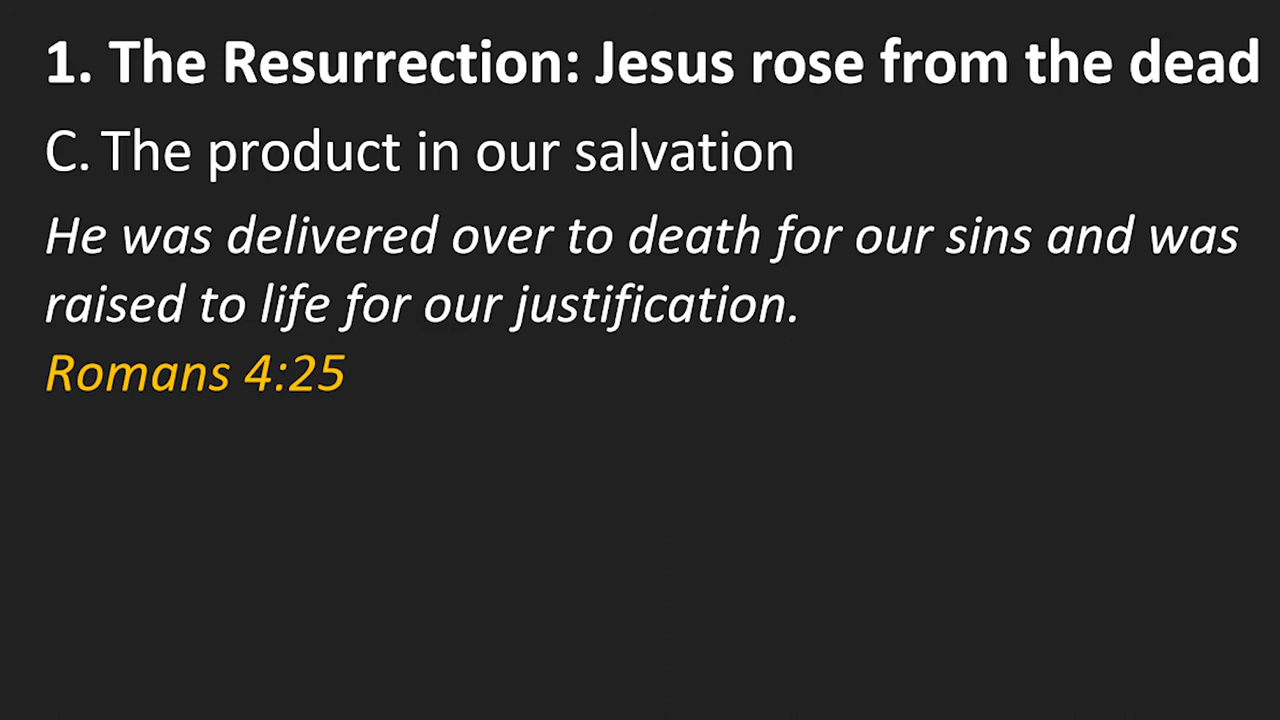 1. The Resurrection: Jesus rose from the dead
C. The product in our salvation
He was delivered over to death for our sins and was
raised to life for our justification.
Romans 4:25